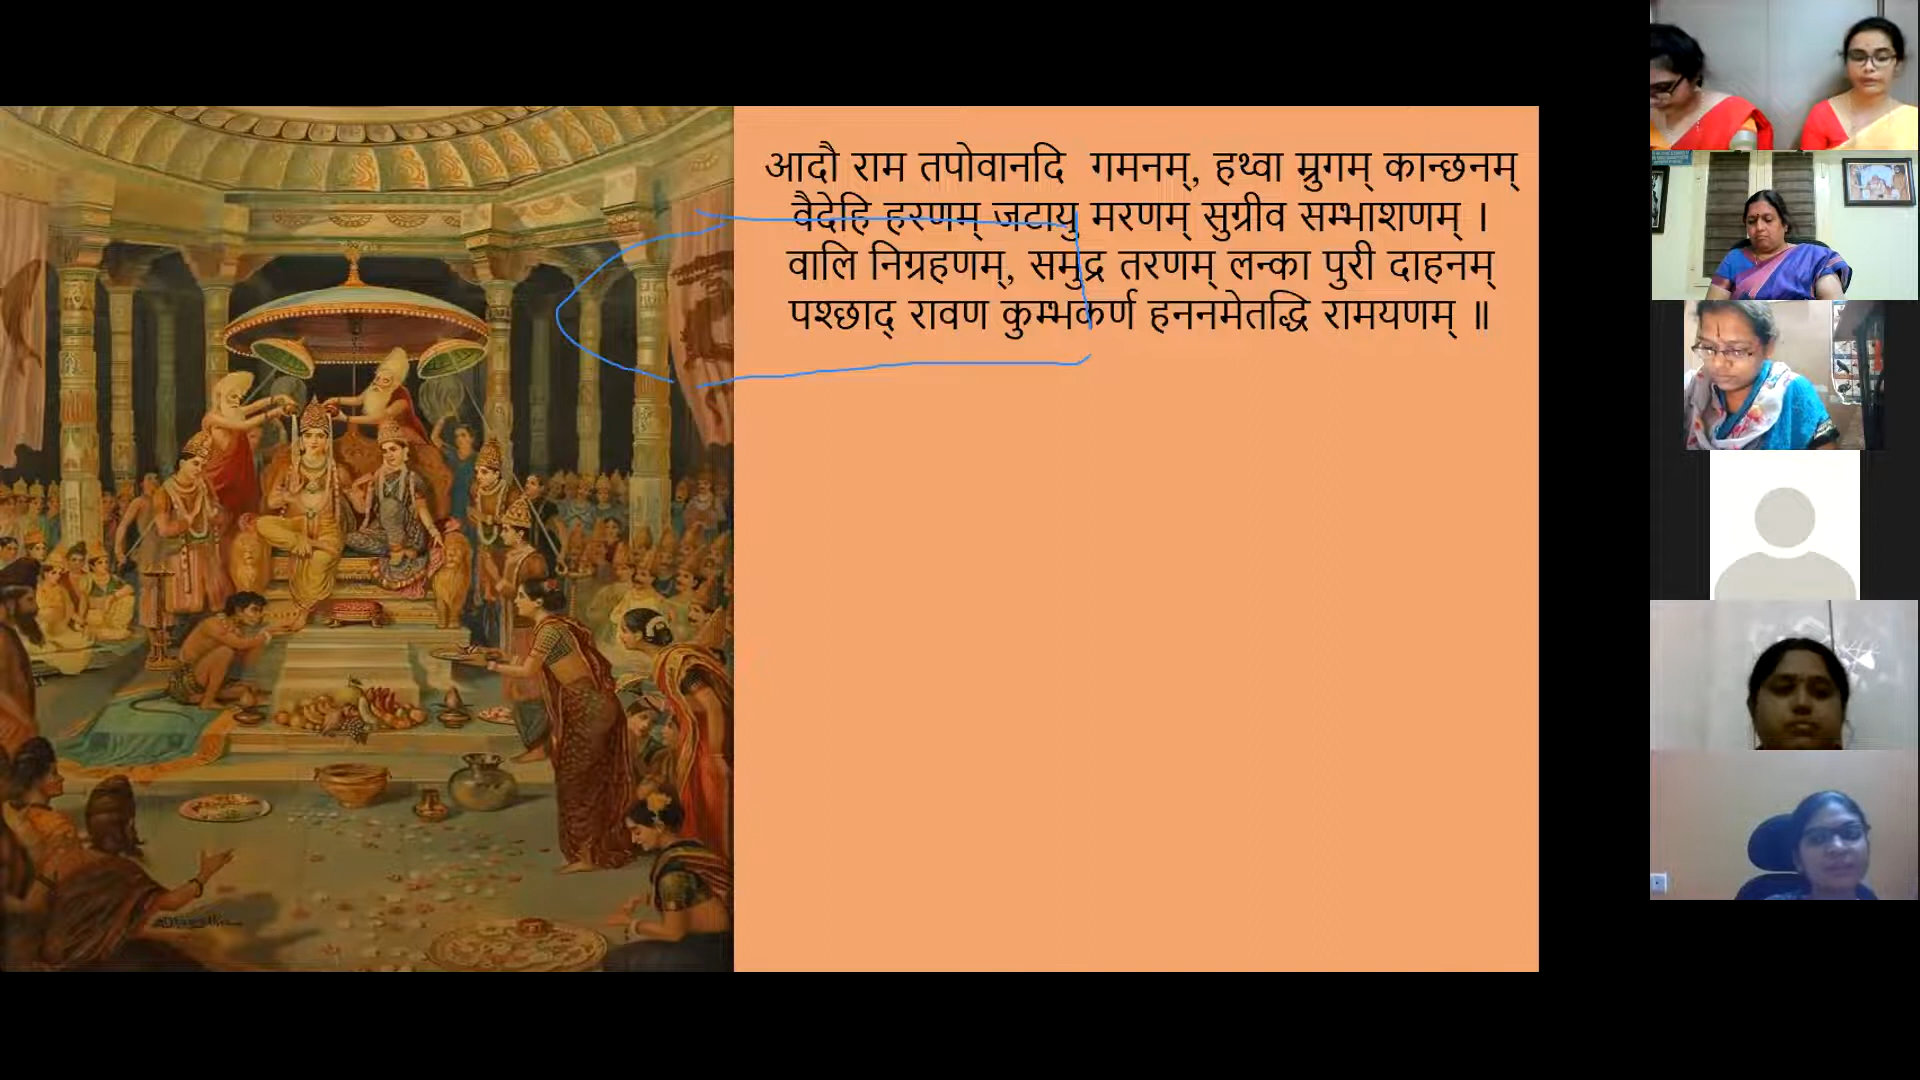 आदौ राम तपोवानदि गमनम्, हथ्वा म्रुगम् कान्छनम्
वैदेहि हरणम् जटायु मरणम् सुग्रीव सम्भाशणम् ।
वालि निग्रहणम्, समुद्र तरणम् लन्का पुरी दाहनम्
पश्छाद् रावण कुम्भकर्ण हननमेतद्धि रामयणम् ॥